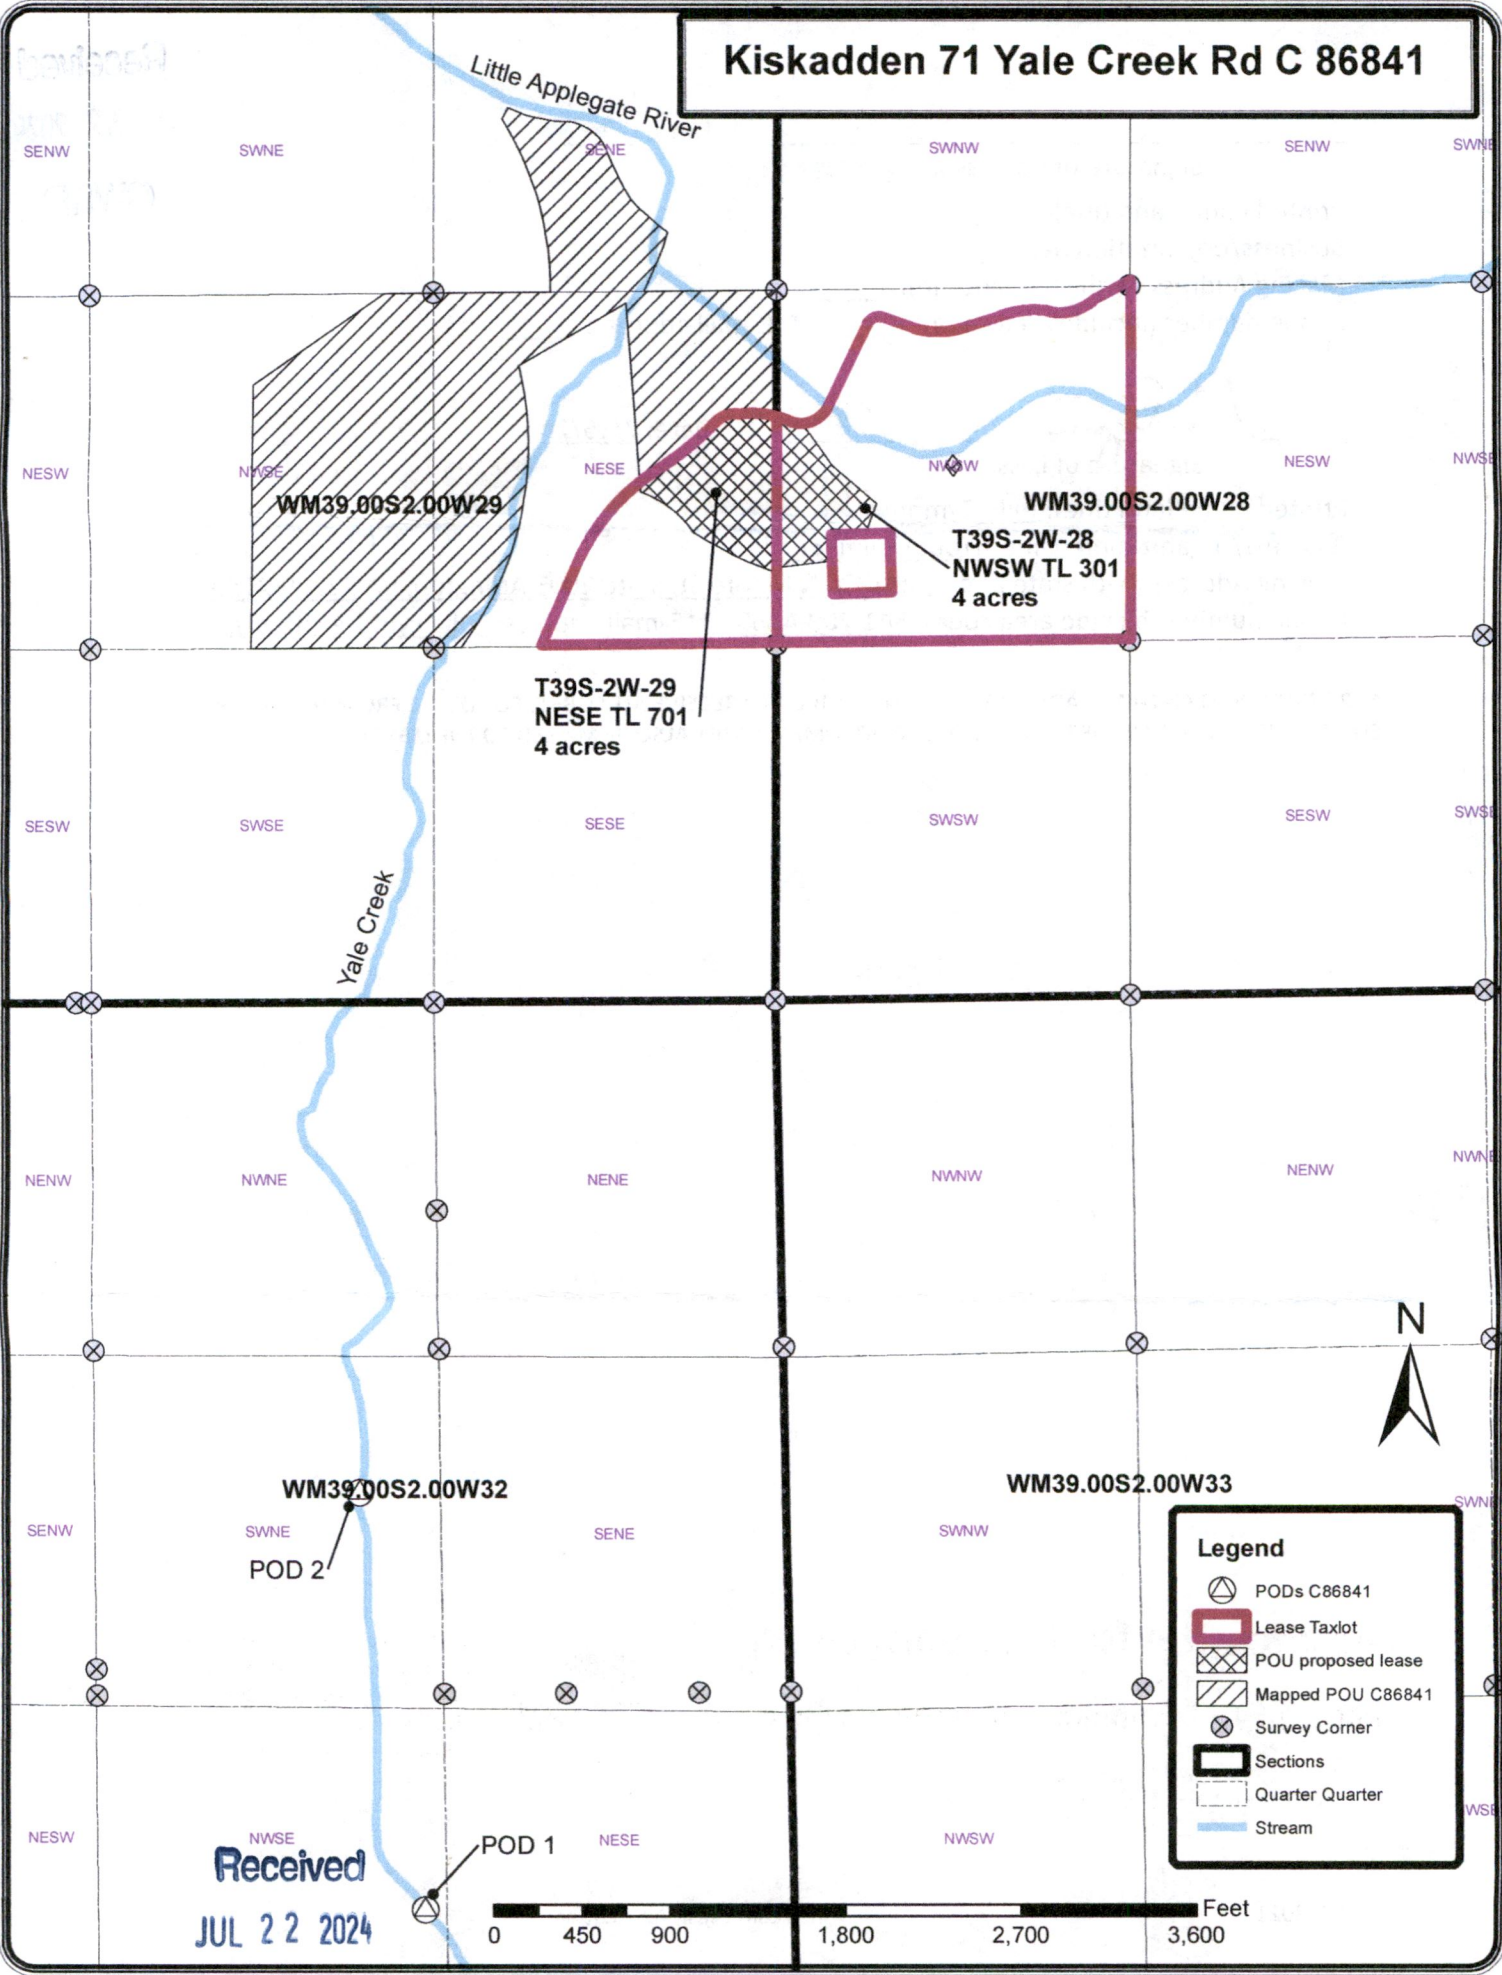 Kiskadden 71 Yale Creek Rd C 86841
Little Applegate River
SENW
SWNE
SENE
SWNW
SENW
SWNE
NESW
NWSE
NESE
NWSW
NESW
NWSE
WM39.00S2.00W29
WM39.00S2.00W28
T39S-2W-28
NWSW TL 301
4 acres
T39S-2W-29
NESE TL 701
4 acres
SESW
SWSE
SESE
SWSW
SESW
SWSE
Yale Creek
NENW
NWNE
NENE
NWNW
NENW
NWNE
N
WM39.00S2.00W32
WM39.00S2.00W33
SENW
SWNE
SENE
SWNW
SWNE
POD 2
Legend
PODs C86841
Lease Taxlot
POU proposed lease
Mapped POU C86841
Survey Corner
Sections
Quarter Quarter
Stream
NESW
NWSE
NESE
NWSW
WSE
Received
JUL 22 2024
POD 1
Feet
0 450 900 1,800 2,700 3,600